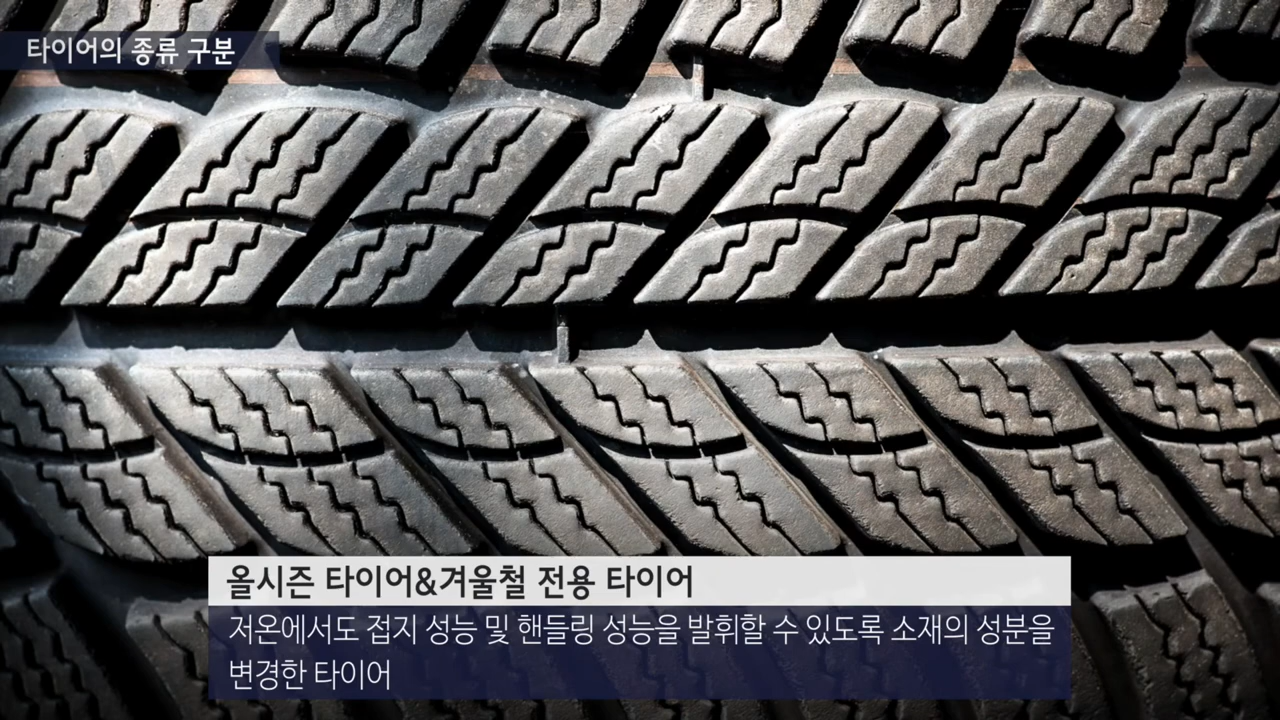 타이어의 종류 구분
올시즌 타이어&겨울철 전용 타이어
저온에서도 접지 성능 및 핸들링 성능을 발휘할 수 있도록 소재의 성분을
변경한 타이어